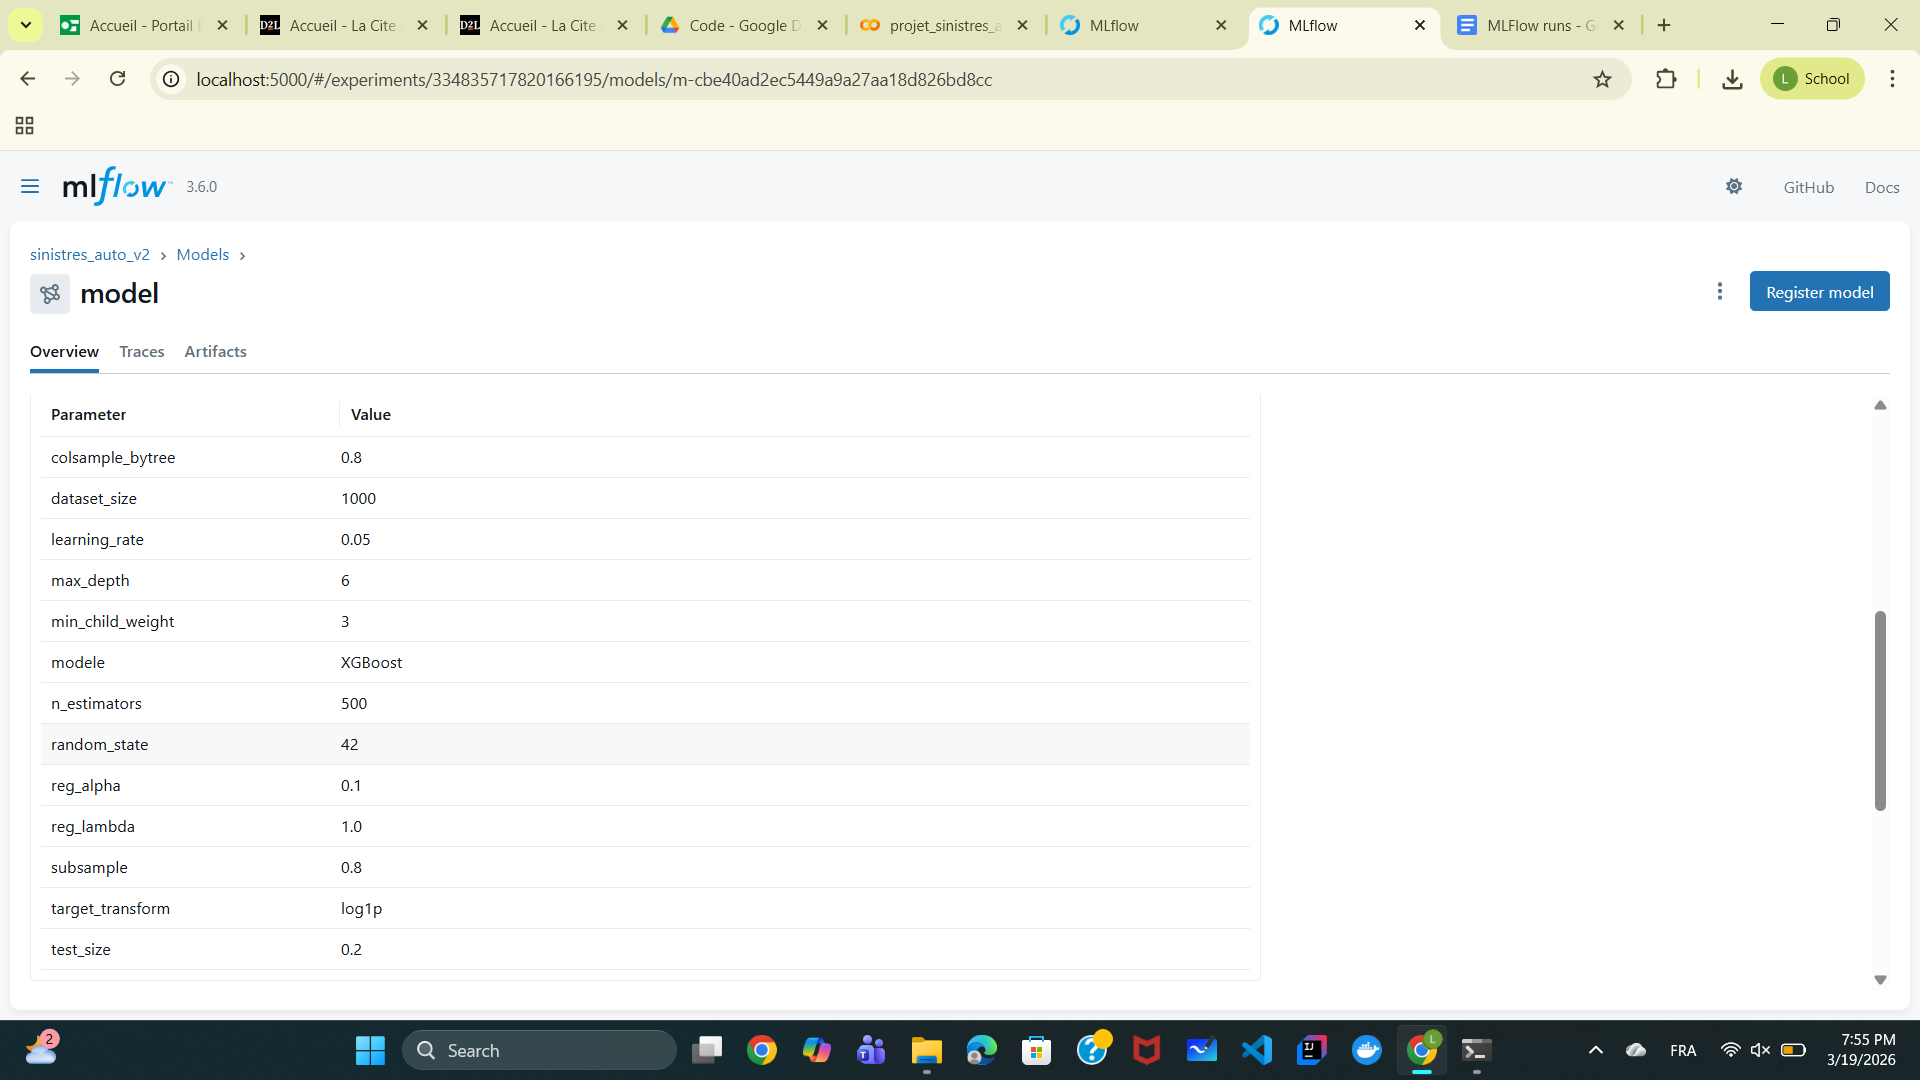 Accueil - Portail
Accueil - La Cite
Accueil - La Cite
Code - Google D
projet_sinistres_a
MLflow
MLflow
MLFlow runs - G
localhost:5000/#/experiments/334835717820166195/models/m-cbe40ad2ec5449a9a27aa18d826bd8cc
L School
mlflow 3.6.0
GitHub
Docs
sinistres_auto_v2 > Models >
model
Register model
Overview Traces Artifacts
Parameter Value
colsample_bytree 0.8
dataset_size 1000
learning_rate 0.05
max_depth 6
min_child_weight 3
modele XGBoost
n_estimators 500
random_state 42
reg_alpha 0.1
reg_lambda 1.0
subsample 0.8
target_transform log1p
test_size 0.2
2
Search
FRA
7:55 PM
3/19/2026